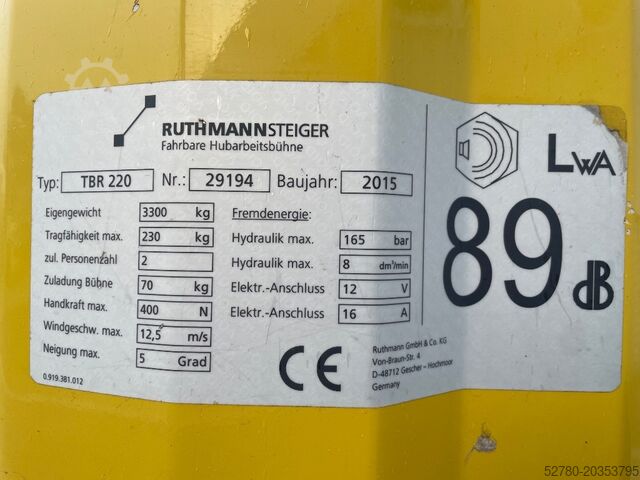 RUTHMANNSTEIGER
Fahrbare Hubarbeitsbühne
Typ: TBR 220 Nr.: 29194 Baujahr: 2015
Eigengewicht 3300 kg
Tragfähigkeit max. 230 kg
zul. Personenzahl 2
Zuladung Bühne 70 kg
Handkraft max. 400 N
Windgeschw. max. 12,5 m/s
Neigung max. 5 Grad
Fremdenergie:
Hydraulik max. 165 bar
Hydraulik max. 8 dm³/min
Elektr.-Anschluss 12 V
Elektr.-Anschluss 16 A
0.919.381.012
CE
Ruthmann GmbH & Co. KG
Von-Braun-Str. 4
D-48712 Gescher - Hochmoor
Germany
LWA
89 dB
52780-20353795